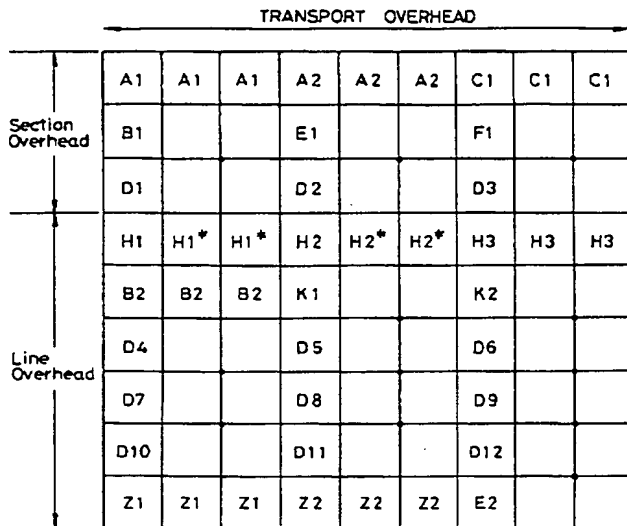 TRANSPORT OVERHEAD
A1 A1 A1 A2 A2 A2 C1 C1 C1
Section Overhead
B1 E1 F1
D1 D2 D3
H1 H1* H1* H2 H2* H2* H3 H3 H3
B2 B2 B2 K1 K2
Line Overhead
D4 D5 D6
D7 D8 D9
D10 D11 D12
Z1 Z1 Z1 Z2 Z2 Z2 E2